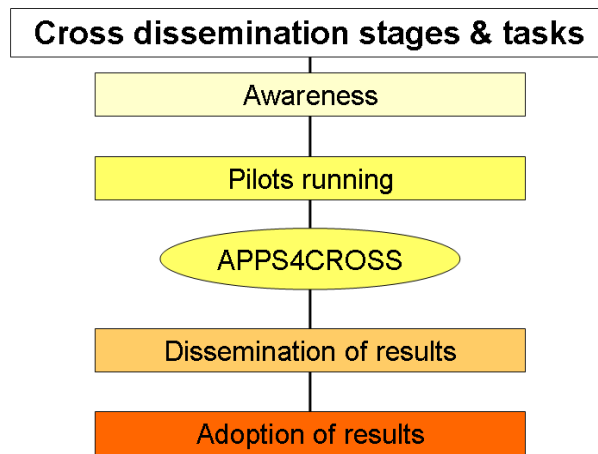 Cross dissemination stages & tasks
Awareness
Pilots running
APPS4CROSS
Dissemination of results
Adoption of results